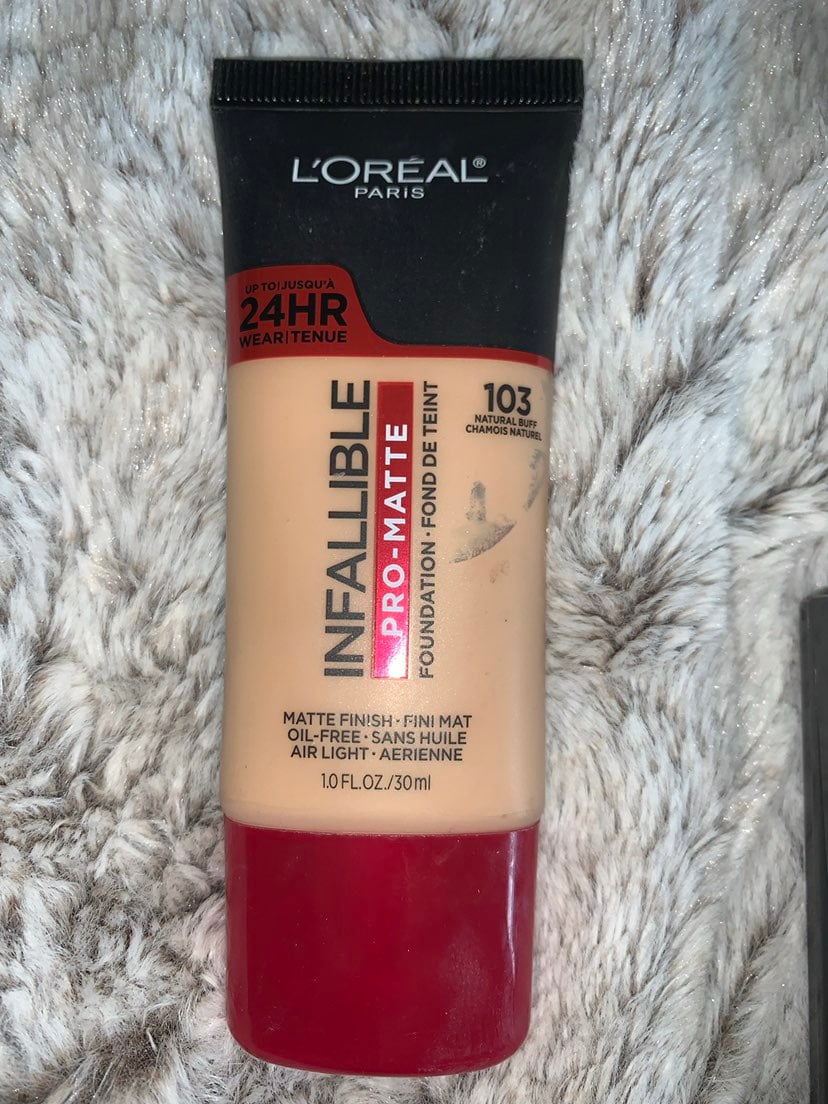 L'ORÉAL®
PARIS
UP TO|JUSQU'À
24HR
WEAR|TENUE
103
NATURAL BUFF
CHAMOIS NATUREL
INFALLIBLE
PRO-MATTE
FOUNDATION · FOND DE TEINT
MATTE FINISH · FINI MAT
OIL-FREE · SANS HUILE
AIR LIGHT · AERIENNE
1.0 FL.OZ./30ml